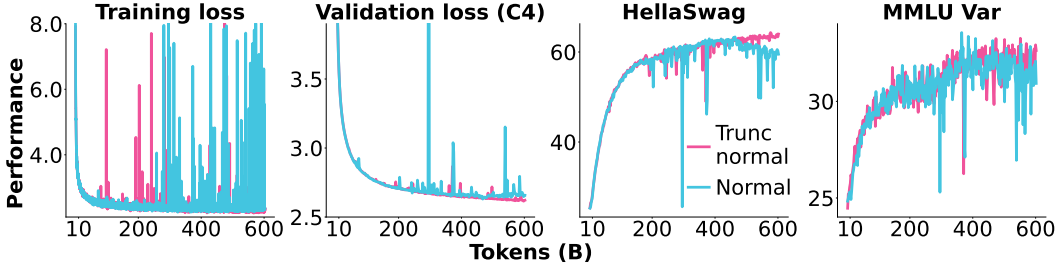 Training loss
Validation loss (C4)
HellaSwag
MMLU Var
Performance
8.0
6.0
4.0
10 200 400 600
3.5
3.0
2.5
10 200 400 600
60
40
10 200 400 600
Trunc
normal
Normal
30
25
10 200 400 600
Tokens (B)